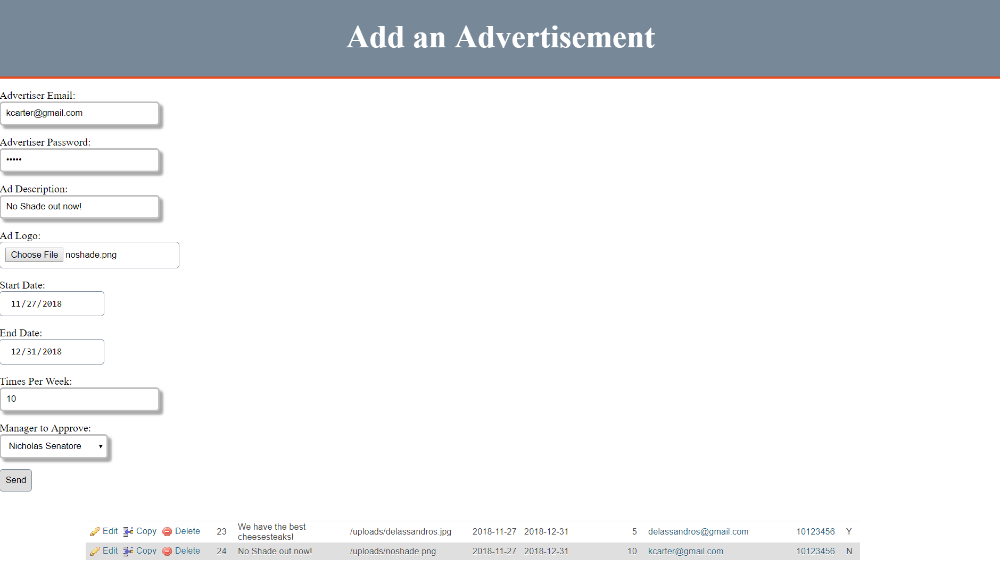 Add an Advertisement
Advertiser Email:
kcarter@gmail.com
Advertiser Password:
•••••
Ad Description:
No Shade out now!
Ad Logo:
Choose File noshade.png
Start Date:
11/27/2018
End Date:
12/31/2018
Times Per Week:
10
Manager to Approve:
Nicholas Senatore
Send
Edit Copy Delete 23 We have the best cheesesteaks! /uploads/delassandros.jpg 2018-11-27 2018-12-31 5 delassandros@gmail.com 10123456 Y
Edit Copy Delete 24 No Shade out now! /uploads/noshade.png 2018-11-27 2018-12-31 10 kcarter@gmail.com 10123456 N